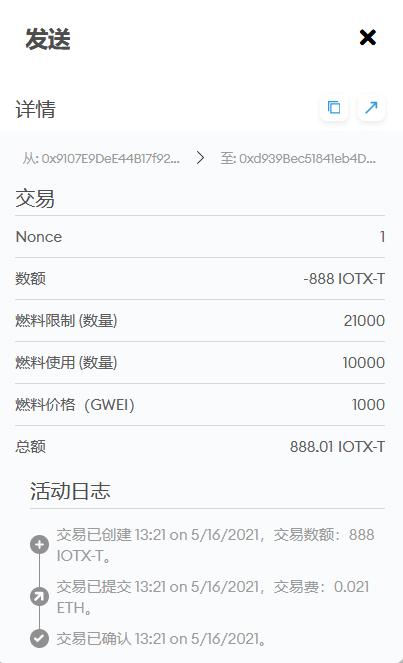 发送
详情
从: 0x9107E9DeE44B17f92... 至: 0xd939Bec51841eb4D...
交易
Nonce 1
数额 -888 IOTX-T
燃料限制 (数量) 21000
燃料使用 (数量) 10000
燃料价格（GWEI） 1000
总额 888.01 IOTX-T
活动日志
交易已创建 13:21 on 5/16/2021，交易数额：888
IOTX-T。
交易已提交 13:21 on 5/16/2021，交易费：0.021
ETH。
交易已确认 13:21 on 5/16/2021。